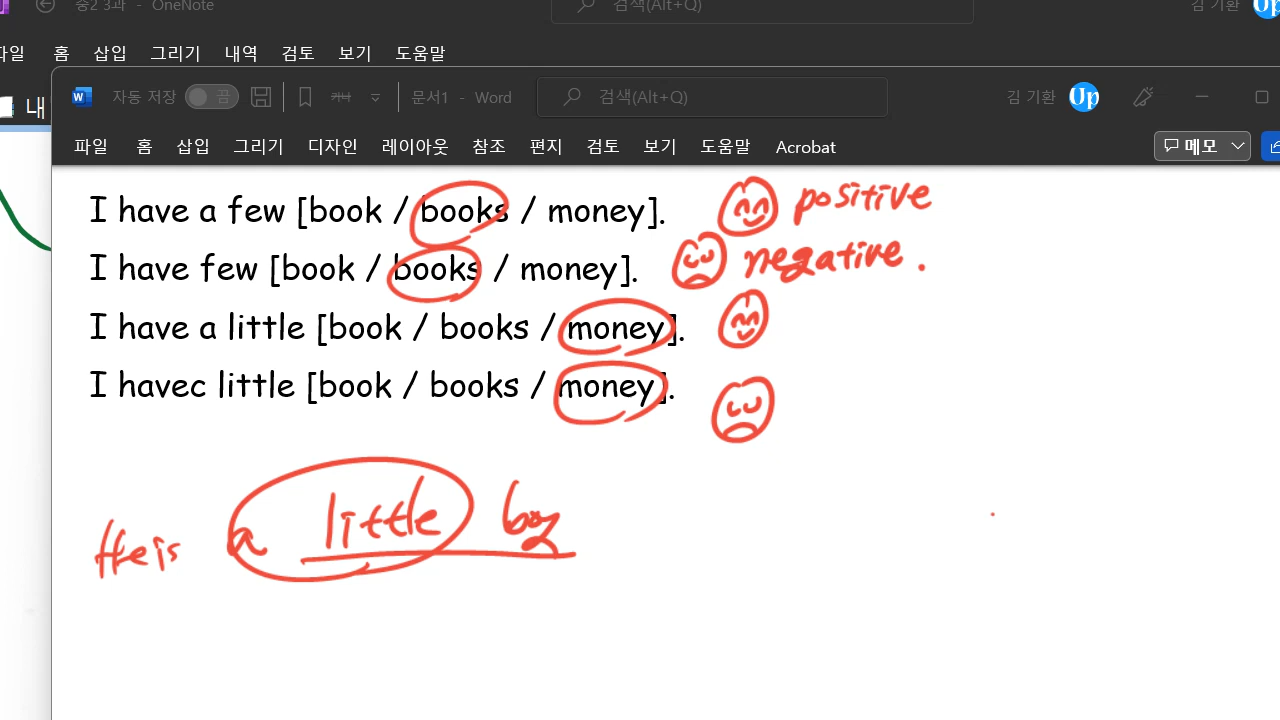 중2 3과 - OneNote
검색(Alt+Q)
김 기환
Up
파일 홈 삽입 그리기 내역 검토 보기 도움말
내
W 자동 저장 끔 가나 문서1 - Word 검색(Alt+Q) 김 기환 Up
파일 홈 삽입 그리기 디자인 레이아웃 참조 편지 검토 보기 도움말 Acrobat 메모
I have a few [book / books / money]. positive
I have few [book / books / money]. negative.
I have a little [book / books / money].
I havec little [book / books / money].
a little boy